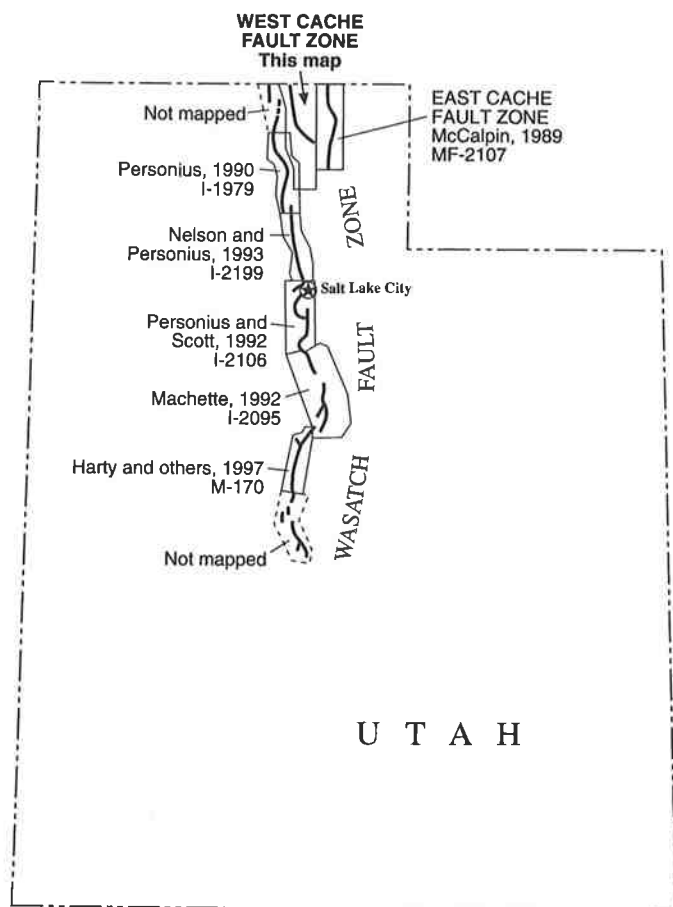 WEST CACHE
FAULT ZONE
This map
Not mapped
EAST CACHE
FAULT ZONE
McCalpin, 1989
MF-2107
Personius, 1990
I-1979
Nelson and
Personius, 1993
I-2199
Salt Lake City
Personius and
Scott, 1992
I-2106
Machette, 1992
I-2095
Harty and others, 1997
M-170
Not mapped
WASATCH FAULT ZONE
UTAH